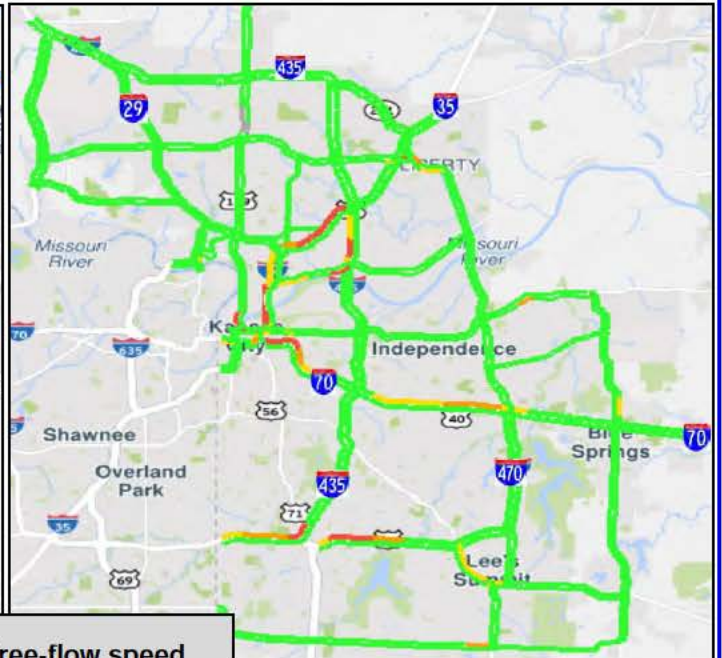 435
29
35
LIBERTY
Missouri
River
Missouri
River
70
635
Independence
70
56
40
Shawnee
Blue
Springs
70
Overland
Park
435
470
71
35
Lee's
Summit
69
ree-flow speed